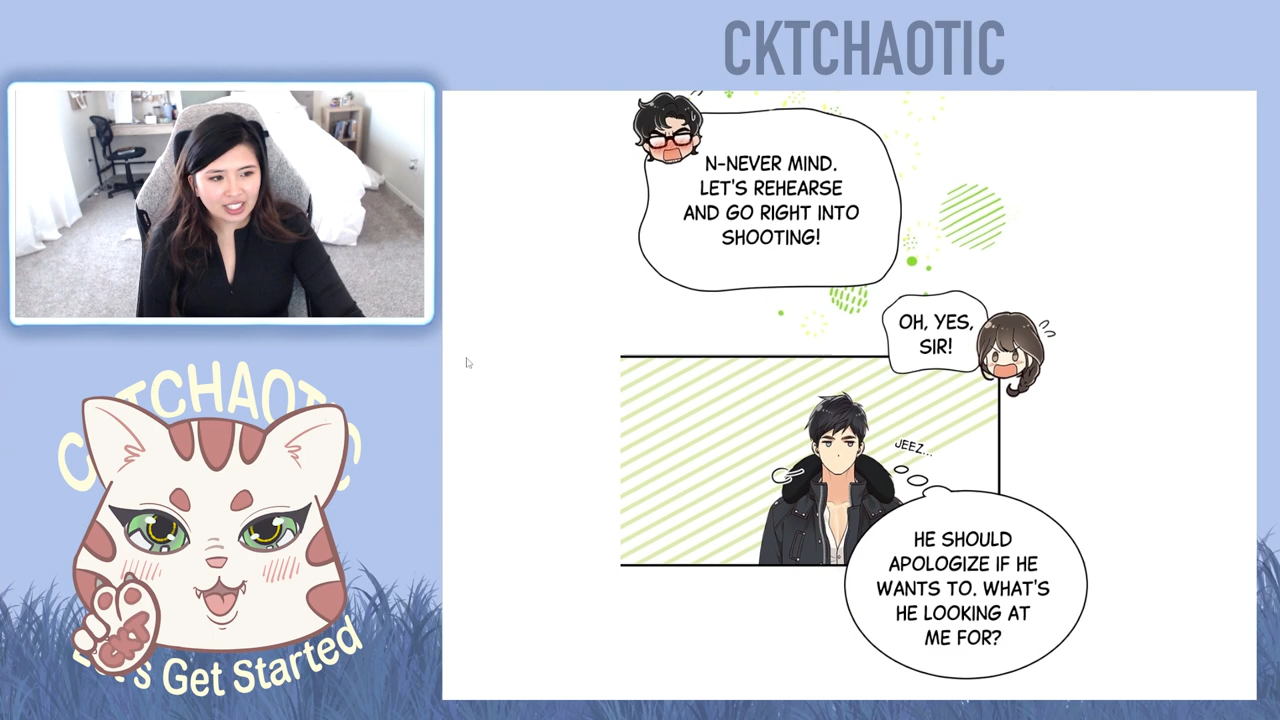 CKTCHAOTIC
N-NEVER MIND.
LET'S REHEARSE
AND GO RIGHT INTO
SHOOTING!
OH, YES,
SIR!
JEEZ...
HE SHOULD
APOLOGIZE IF HE
WANTS TO. WHAT'S
HE LOOKING AT
ME FOR?
CKT
Get Started